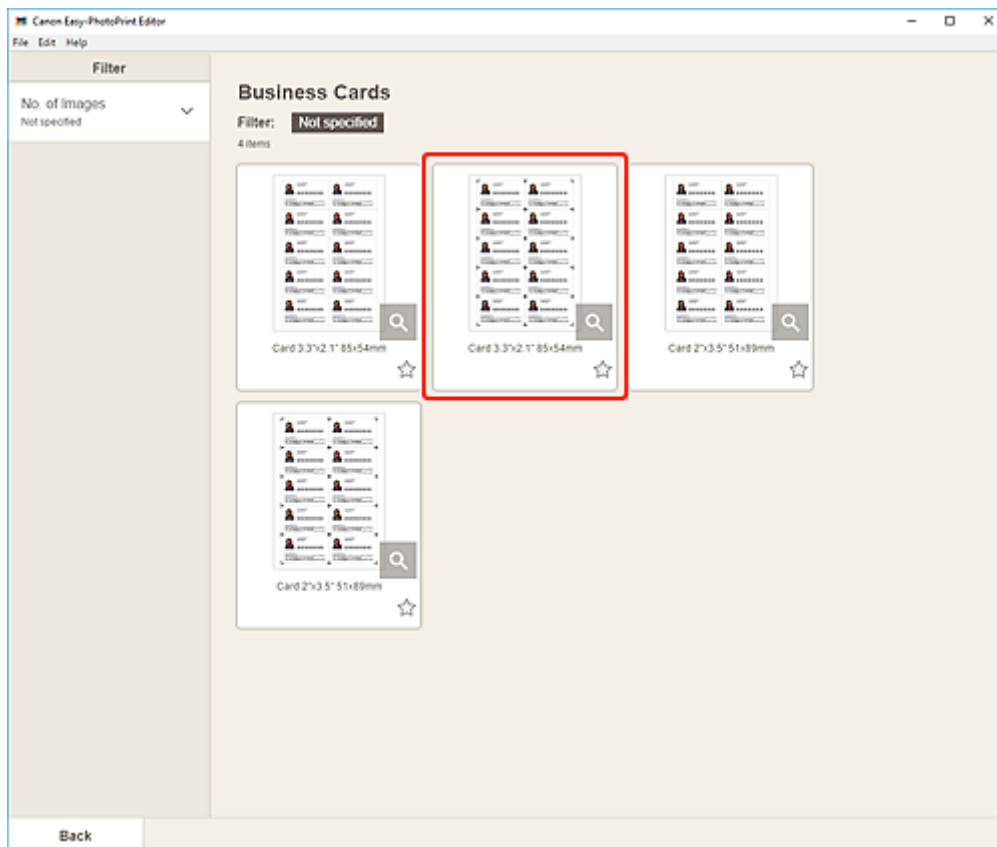 Canon Easy-PhotoPrint Editor
File Edit Help
Filter
No. of Images
Not specified
Business Cards
Filter: Not specified
4 items
Card 3.3"x2.1" 85x54mm
Card 3.3"x2.1" 85x54mm
Card 2"x3.5" 51x89mm
Card 2"x3.5" 51x89mm
Back